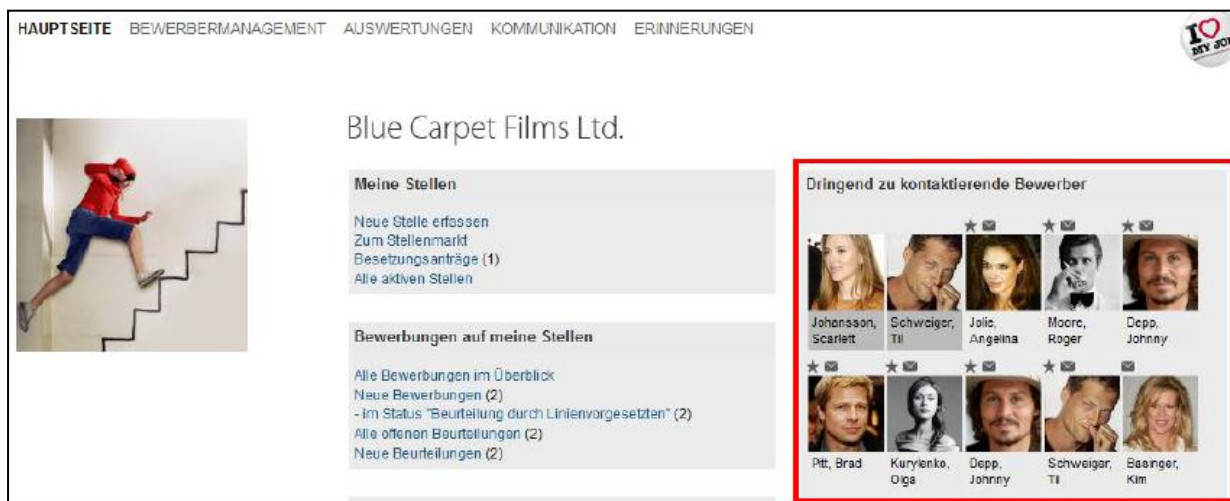 HAUPTSEITE BEWERBERMANAGEMENT AUSWERTUNGEN KOMMUNIKATION ERINNERUNGEN
I
MY JOB
Blue Carpet Films Ltd.
Meine Stellen
Neue Stelle erfassen
Zum Stellenmarkt
Besetzungsanträge (1)
Alle aktiven Stellen
Bewerbungen auf meine Stellen
Alle Bewerbungen im Überblick
Neue Bewerbungen (2)
- im Status "Beurteilung durch Linienvorgesetzten" (2)
Alle offenen Beurteilungen (2)
Neue Beurteilungen (2)
Dringend zu kontaktierende Bewerber
Johansson, Scarlett
Schweiger, Til
Jolie, Angelina
Moore, Roger
Depp, Johnny
Pitt, Brad
Kurylenko, Olga
Depp, Johnny
Schweiger, Til
Basinger, Kim